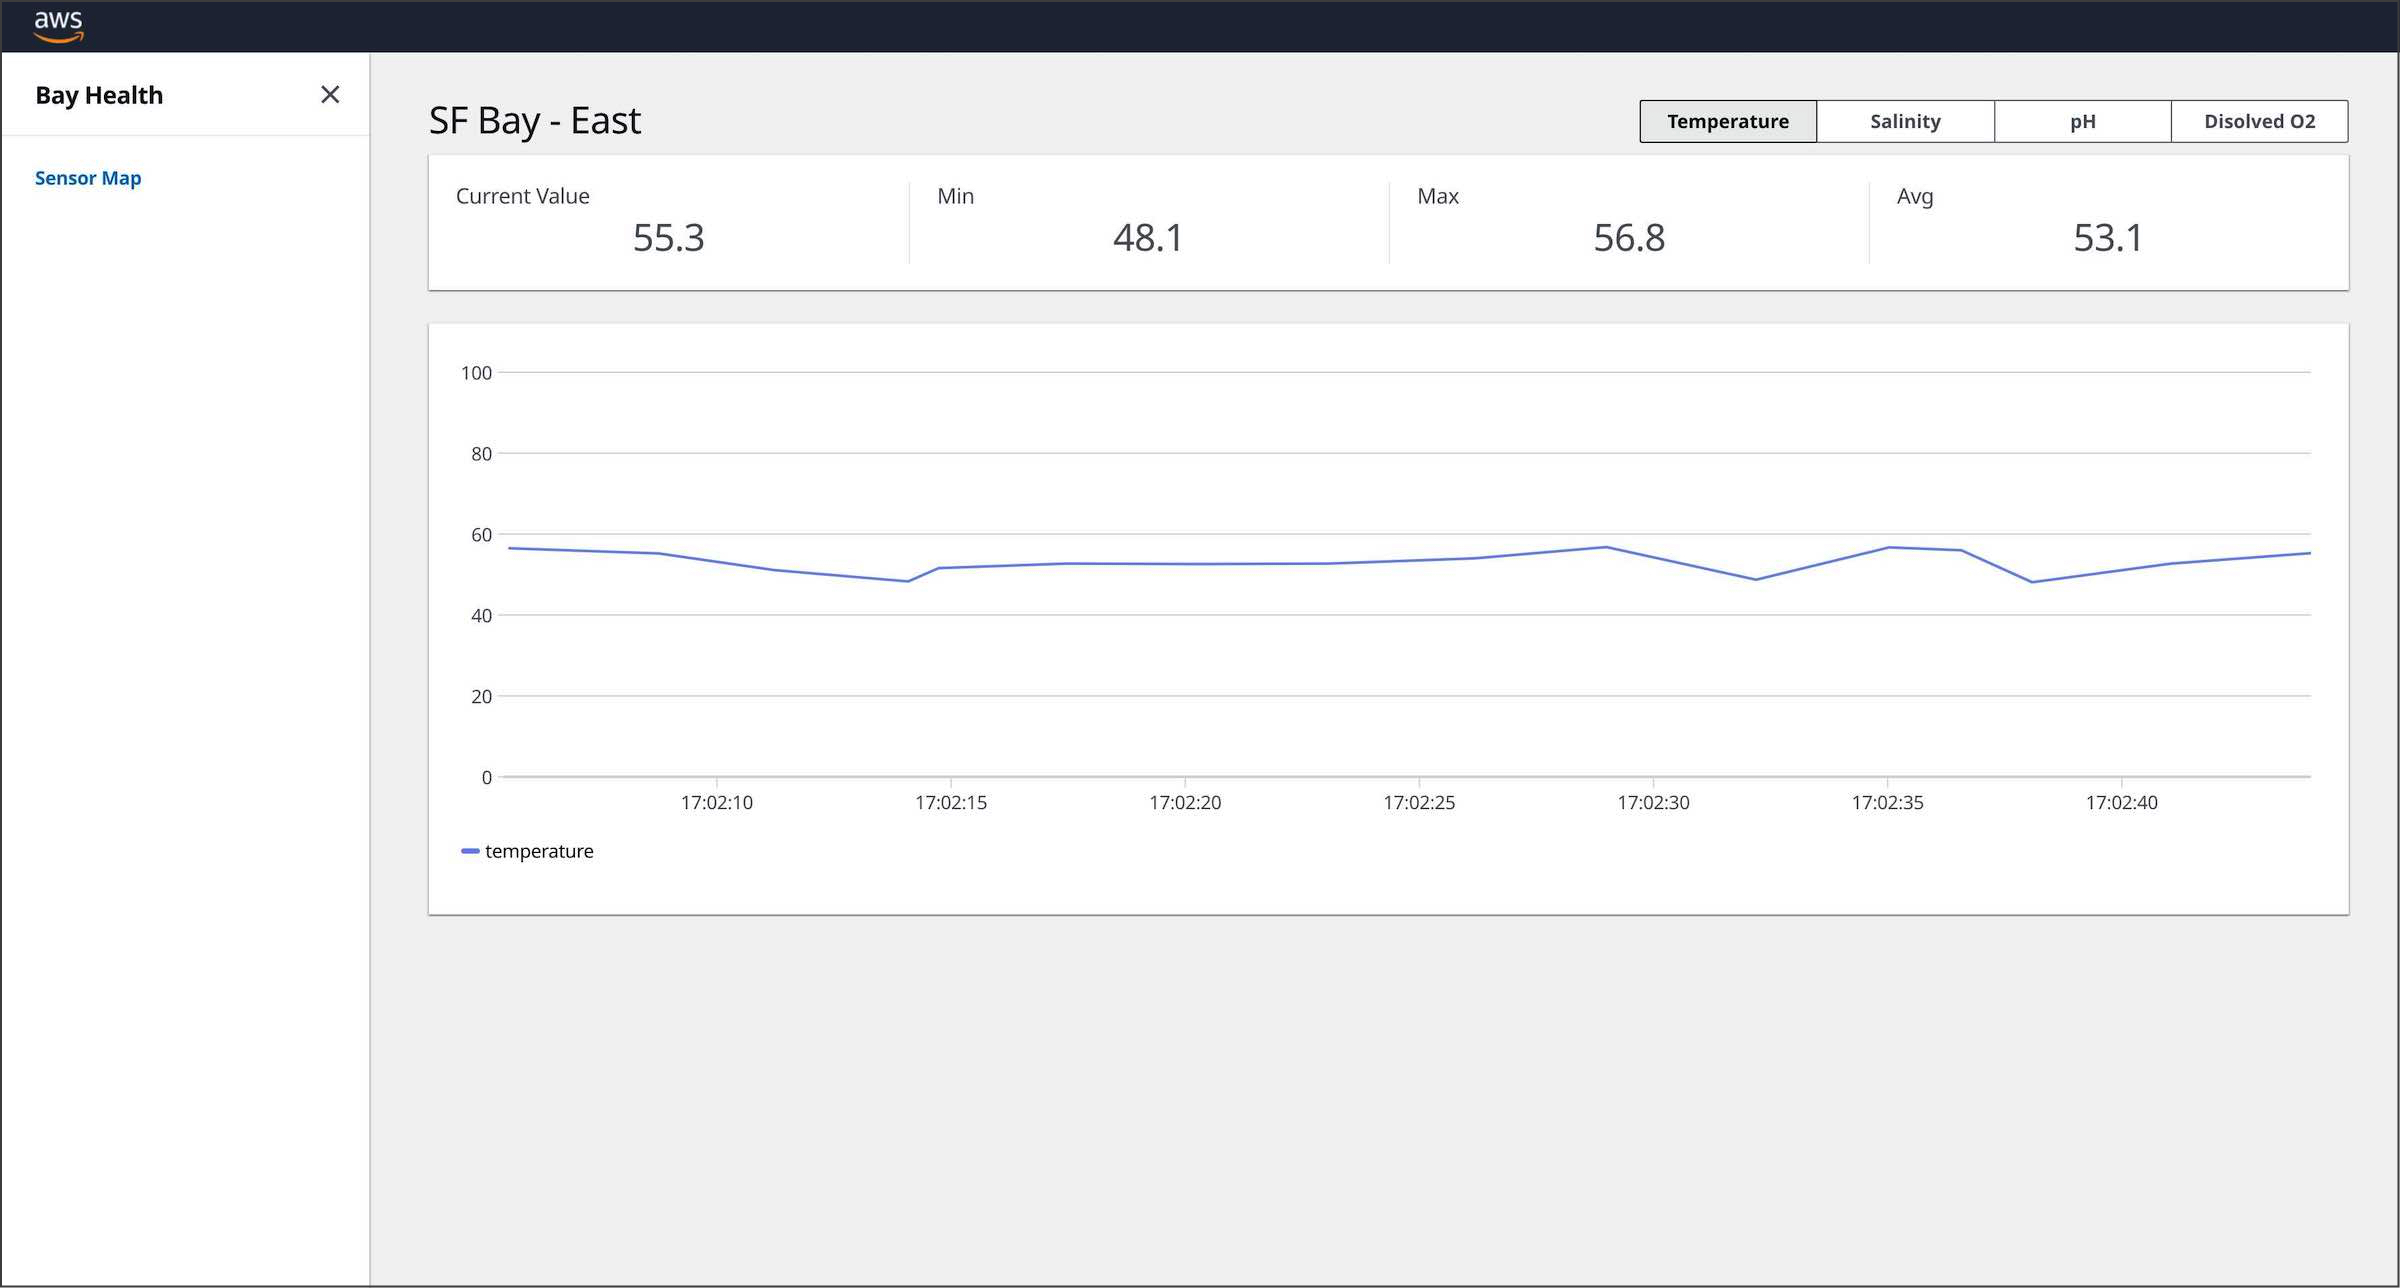 aws
Bay Health
Sensor Map
SF Bay - East
Temperature Salinity pH Disolved O2
Current Value Min Max Avg
55.3 48.1 56.8 53.1
100
80
60
40
20
0
17:02:10 17:02:15 17:02:20 17:02:25 17:02:30 17:02:35 17:02:40
temperature